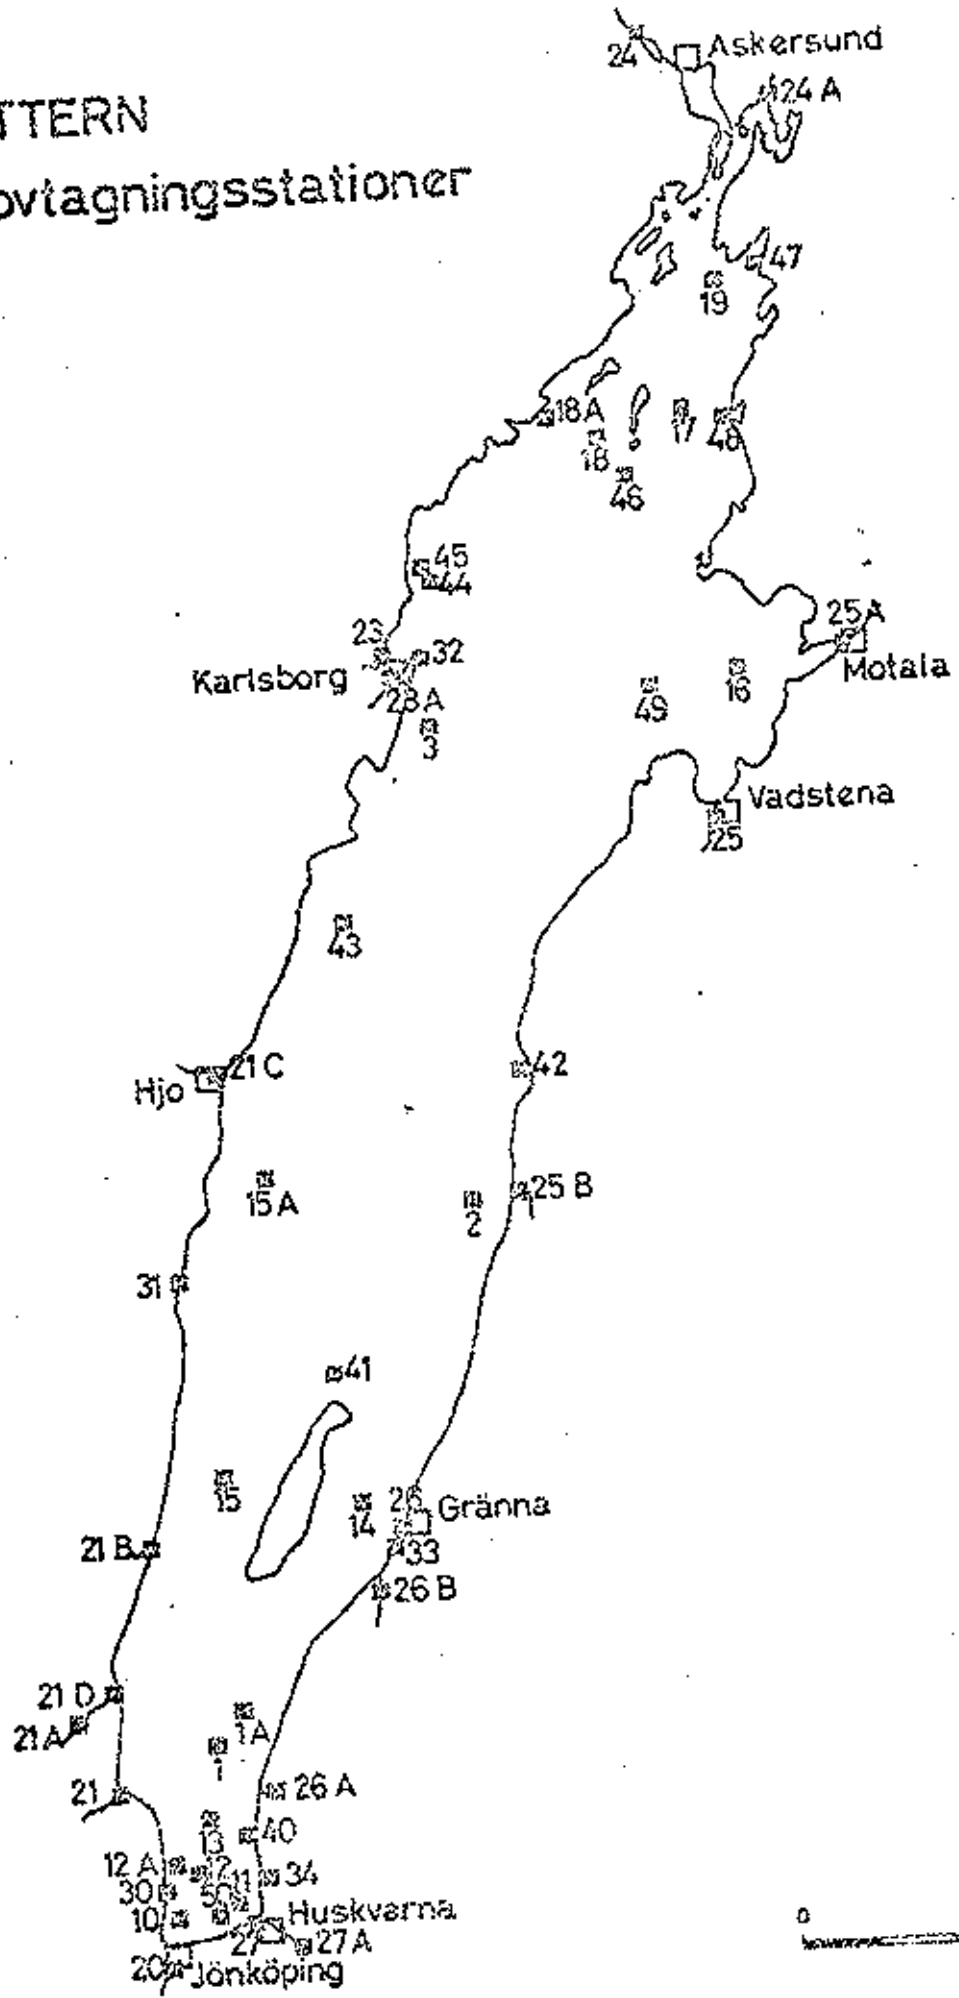 TTERN
ovtagningsstationer
24
Askersund
24 A
47
19
18 A
17
48
18
46
45
44
23
32
Karlsborg
23 A
3
25 A
Motala
16
49
Vadstena
25
43
21 C
Hjo
42
15 A
2
25 B
31
41
15
14
26
Gränna
33
21 B
26 B
21 D
21 A
1 A
1
21
26 A
13
40
12 A
12
34
30
50
11
10
Huskvarna
27
27 A
20
Jönköping
0